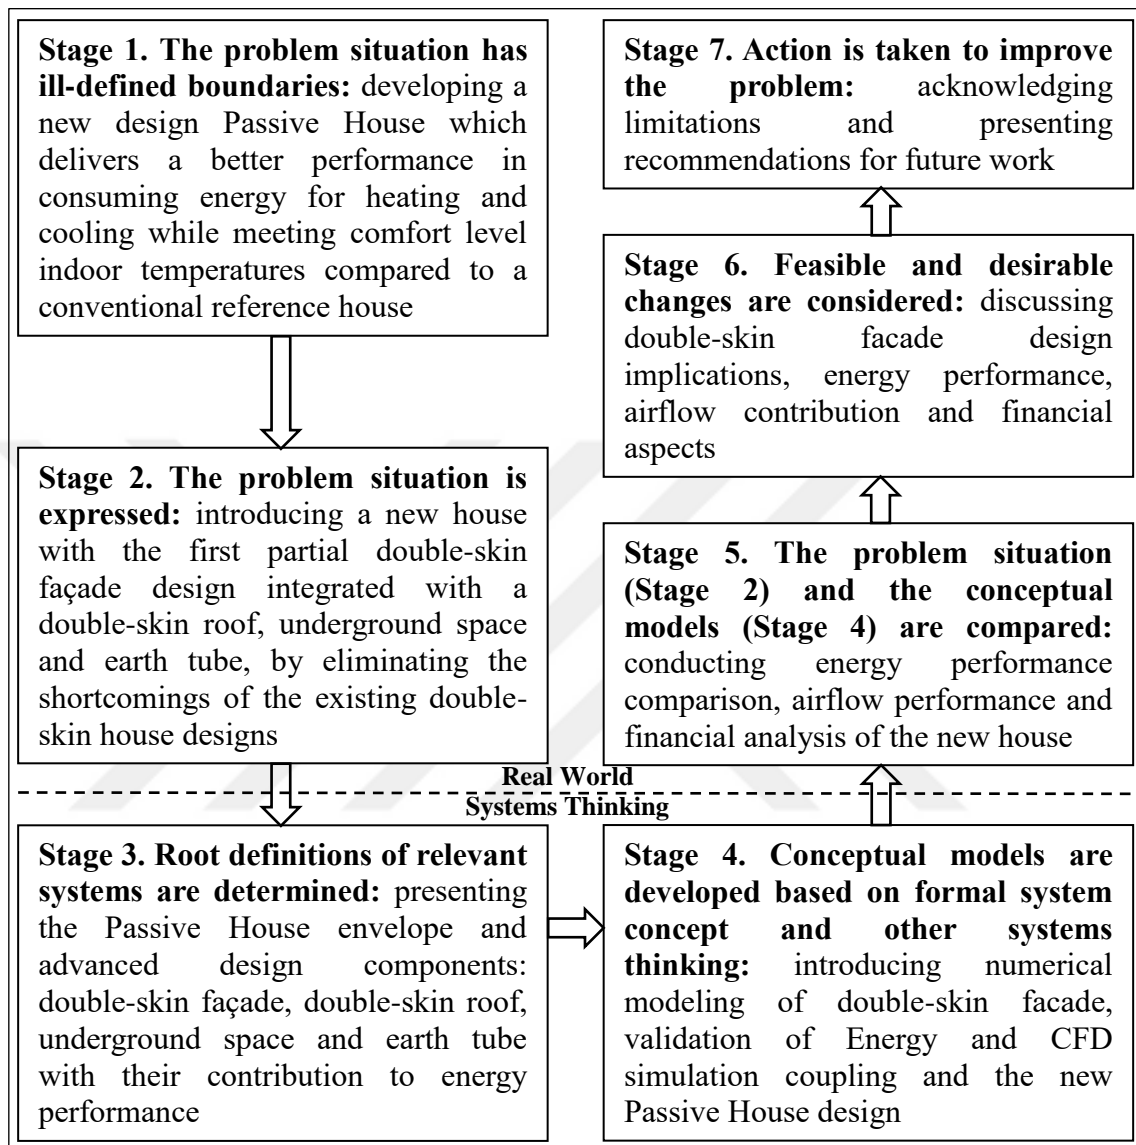 Stage 1. The problem situation has
ill-defined boundaries: developing a
new design Passive House which
delivers a better performance in
consuming energy for heating and
cooling while meeting comfort level
indoor temperatures compared to a
conventional reference house
Stage 2. The problem situation is
expressed: introducing a new house
with the first partial double-skin
façade design integrated with a
double-skin roof, underground space
and earth tube, by eliminating the
shortcomings of the existing double-
skin house designs
Real World
Systems Thinking
Stage 3. Root definitions of relevant
systems are determined: presenting
the Passive House envelope and
advanced design components:
double-skin façade, double-skin roof,
underground space and earth tube
with their contribution to energy
performance
Stage 4. Conceptual models are
developed based on formal system
concept and other systems
thinking: introducing numerical
modeling of double-skin facade,
validation of Energy and CFD
simulation coupling and the new
Passive House design
Stage 5. The problem situation
(Stage 2) and the conceptual
models (Stage 4) are compared:
conducting energy performance
comparison, airflow performance and
financial analysis of the new house
Stage 6. Feasible and desirable
changes are considered: discussing
double-skin facade design
implications, energy performance,
airflow contribution and financial
aspects
Stage 7. Action is taken to improve
the problem: acknowledging
limitations and presenting
recommendations for future work